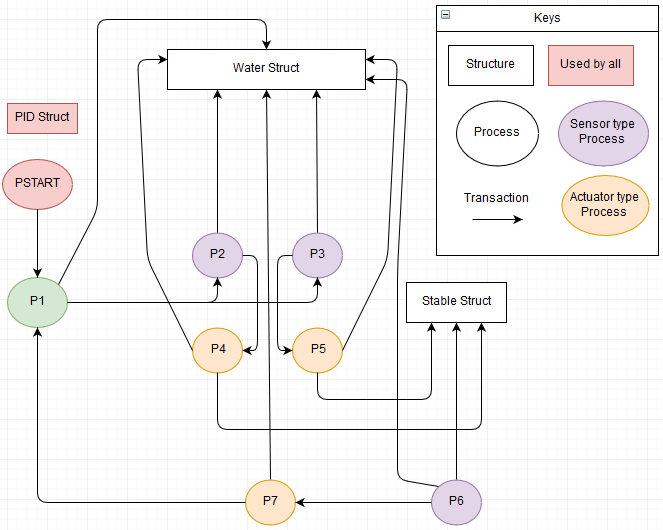 Keys
Structure
Used by all
Process
Sensor type
Process
Transaction
Actuator type
Process
Water Struct
PID Struct
PSTART
P1
P2
P3
P4
P5
Stable Struct
P7
P6